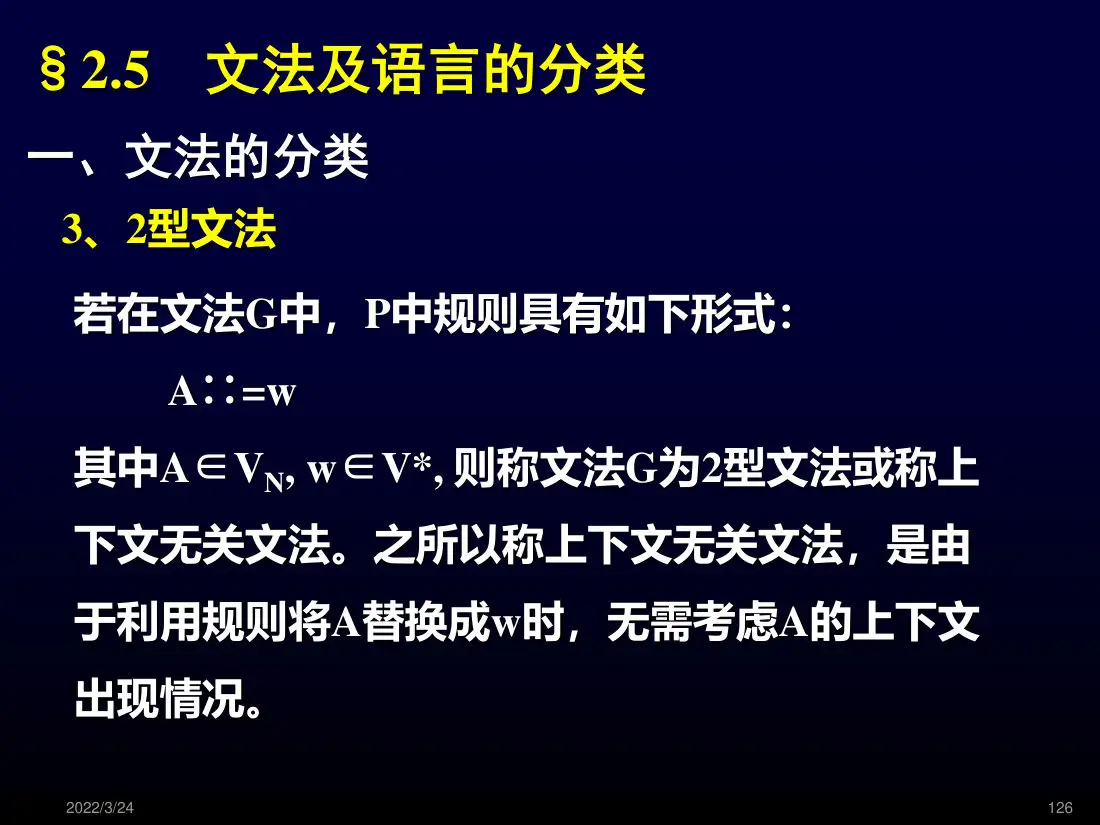 §2.5 文法及语言的分类
一、文法的分类
3、2型文法
若在文法G中，P中规则具有如下形式：
A∷=w
其中A∈VN, w∈V*, 则称文法G为2型文法或称上
下文无关文法。之所以称上下文无关文法，是由
于利用规则将A替换成w时，无需考虑A的上下文
出现情况。
2022/3/24
126